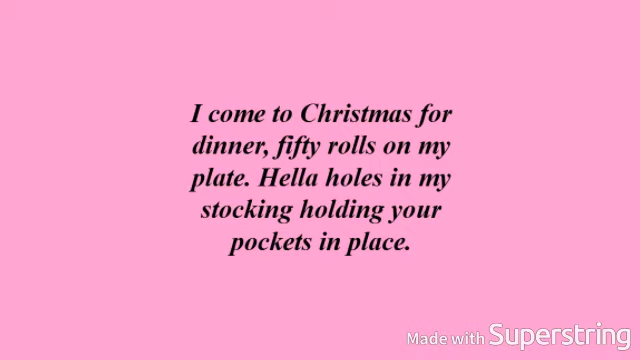 I come to Christmas for
dinner, fifty rolls on my
plate. Hella holes in my
stocking holding your
pockets in place.
Made with Superstring